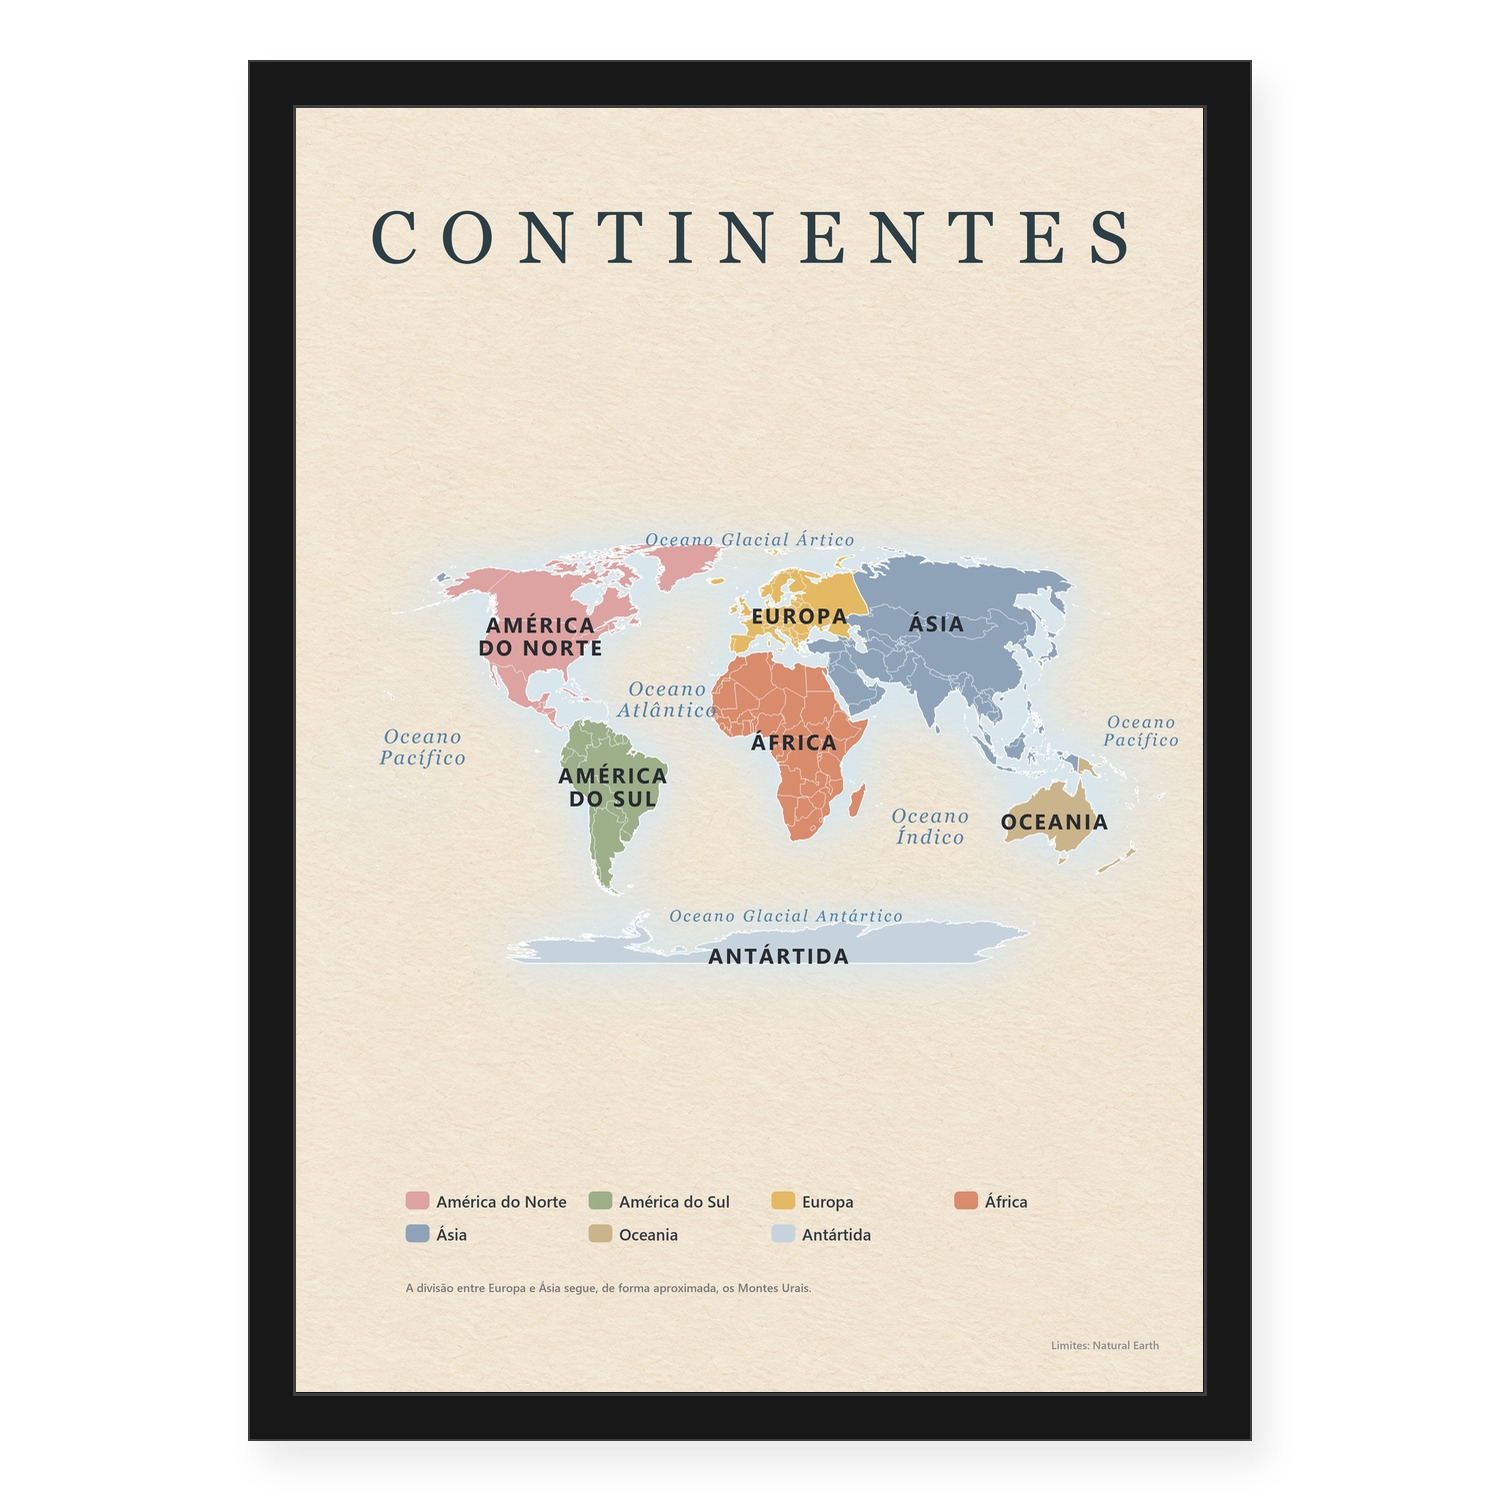 CONTINENTES
Oceano Glacial Ártico
AMÉRICA
DO NORTE
EUROPA
ÁSIA
Oceano
Atlântico
Oceano
Pacífico
Oceano
Pacífico
ÁFRICA
AMÉRICA
DO SUL
Oceano
Índico
OCEANIA
Oceano Glacial Antártico
ANTÁRTIDA
América do Norte
América do Sul
Europa
África
Ásia
Oceania
Antártida
A divisão entre Europa e Ásia segue, de forma aproximada, os Montes Urais.
Limites: Natural Earth